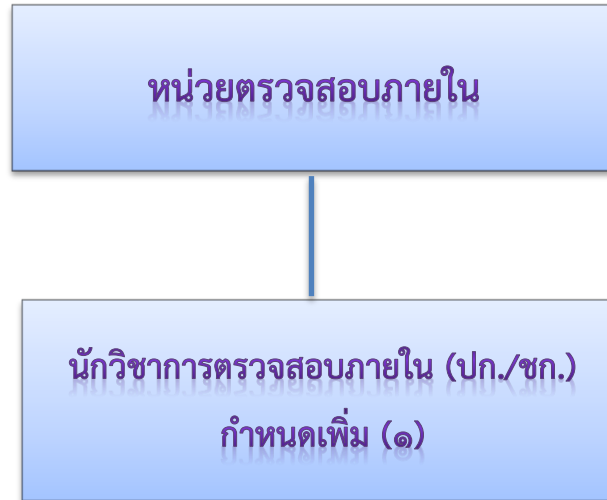 หน่วยตรวจสอบภายใน
นักวิชาการตรวจสอบภายใน (ปก./ชก.)
กำหนดเพิ่ม (๑)